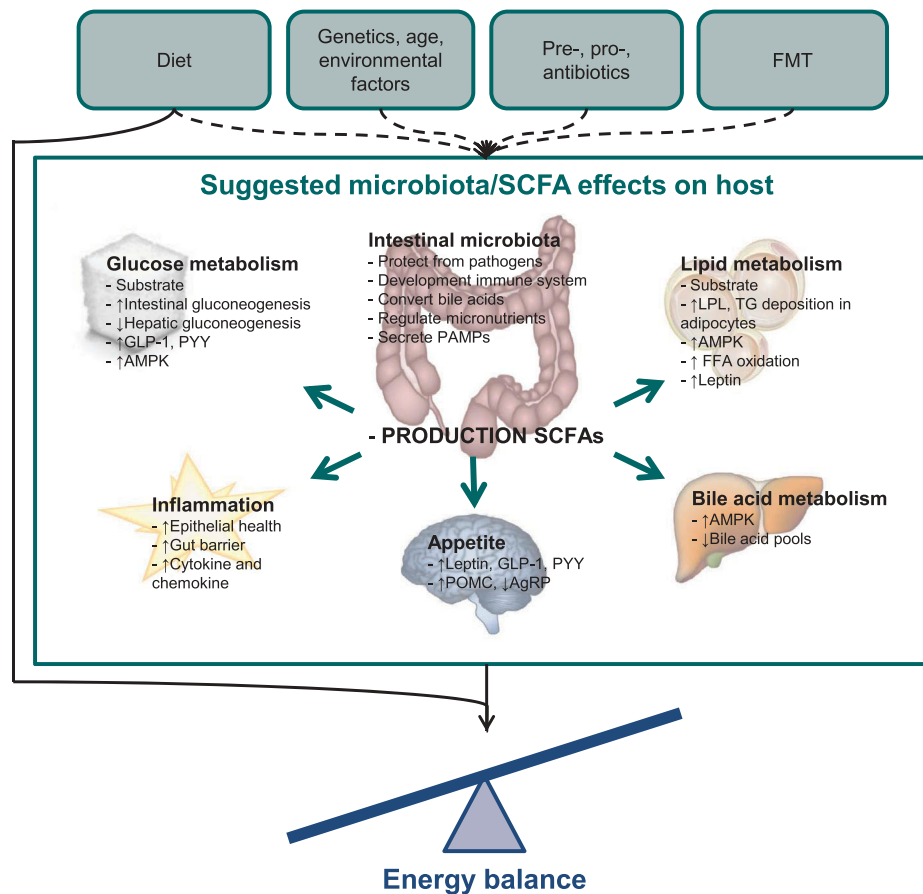 Diet
Genetics, age,
environmental
factors
Pre-, pro-,
antibiotics
FMT
Suggested microbiota/SCFA effects on host
Glucose metabolism
- Substrate
- ↑Intestinal gluconeogenesis
- ↓Hepatic gluconeogenesis
- ↑GLP-1, PYY
- ↑AMPK
Intestinal microbiota
- Protect from pathogens
- Development immune system
- Convert bile acids
- Regulate micronutrients
- Secrete PAMPs
Lipid metabolism
- Substrate
- ↑LPL, TG deposition in
adipocytes
- ↑AMPK
- ↑ FFA oxidation
- ↑Leptin
- PRODUCTION SCFAs
Inflammation
- ↑Epithelial health
- ↑Gut barrier
- ↑Cytokine and
chemokine
Appetite
- ↑Leptin, GLP-1, PYY
- ↑POMC, ↓AgRP
Bile acid metabolism
- ↑AMPK
- ↓Bile acid pools
Energy balance